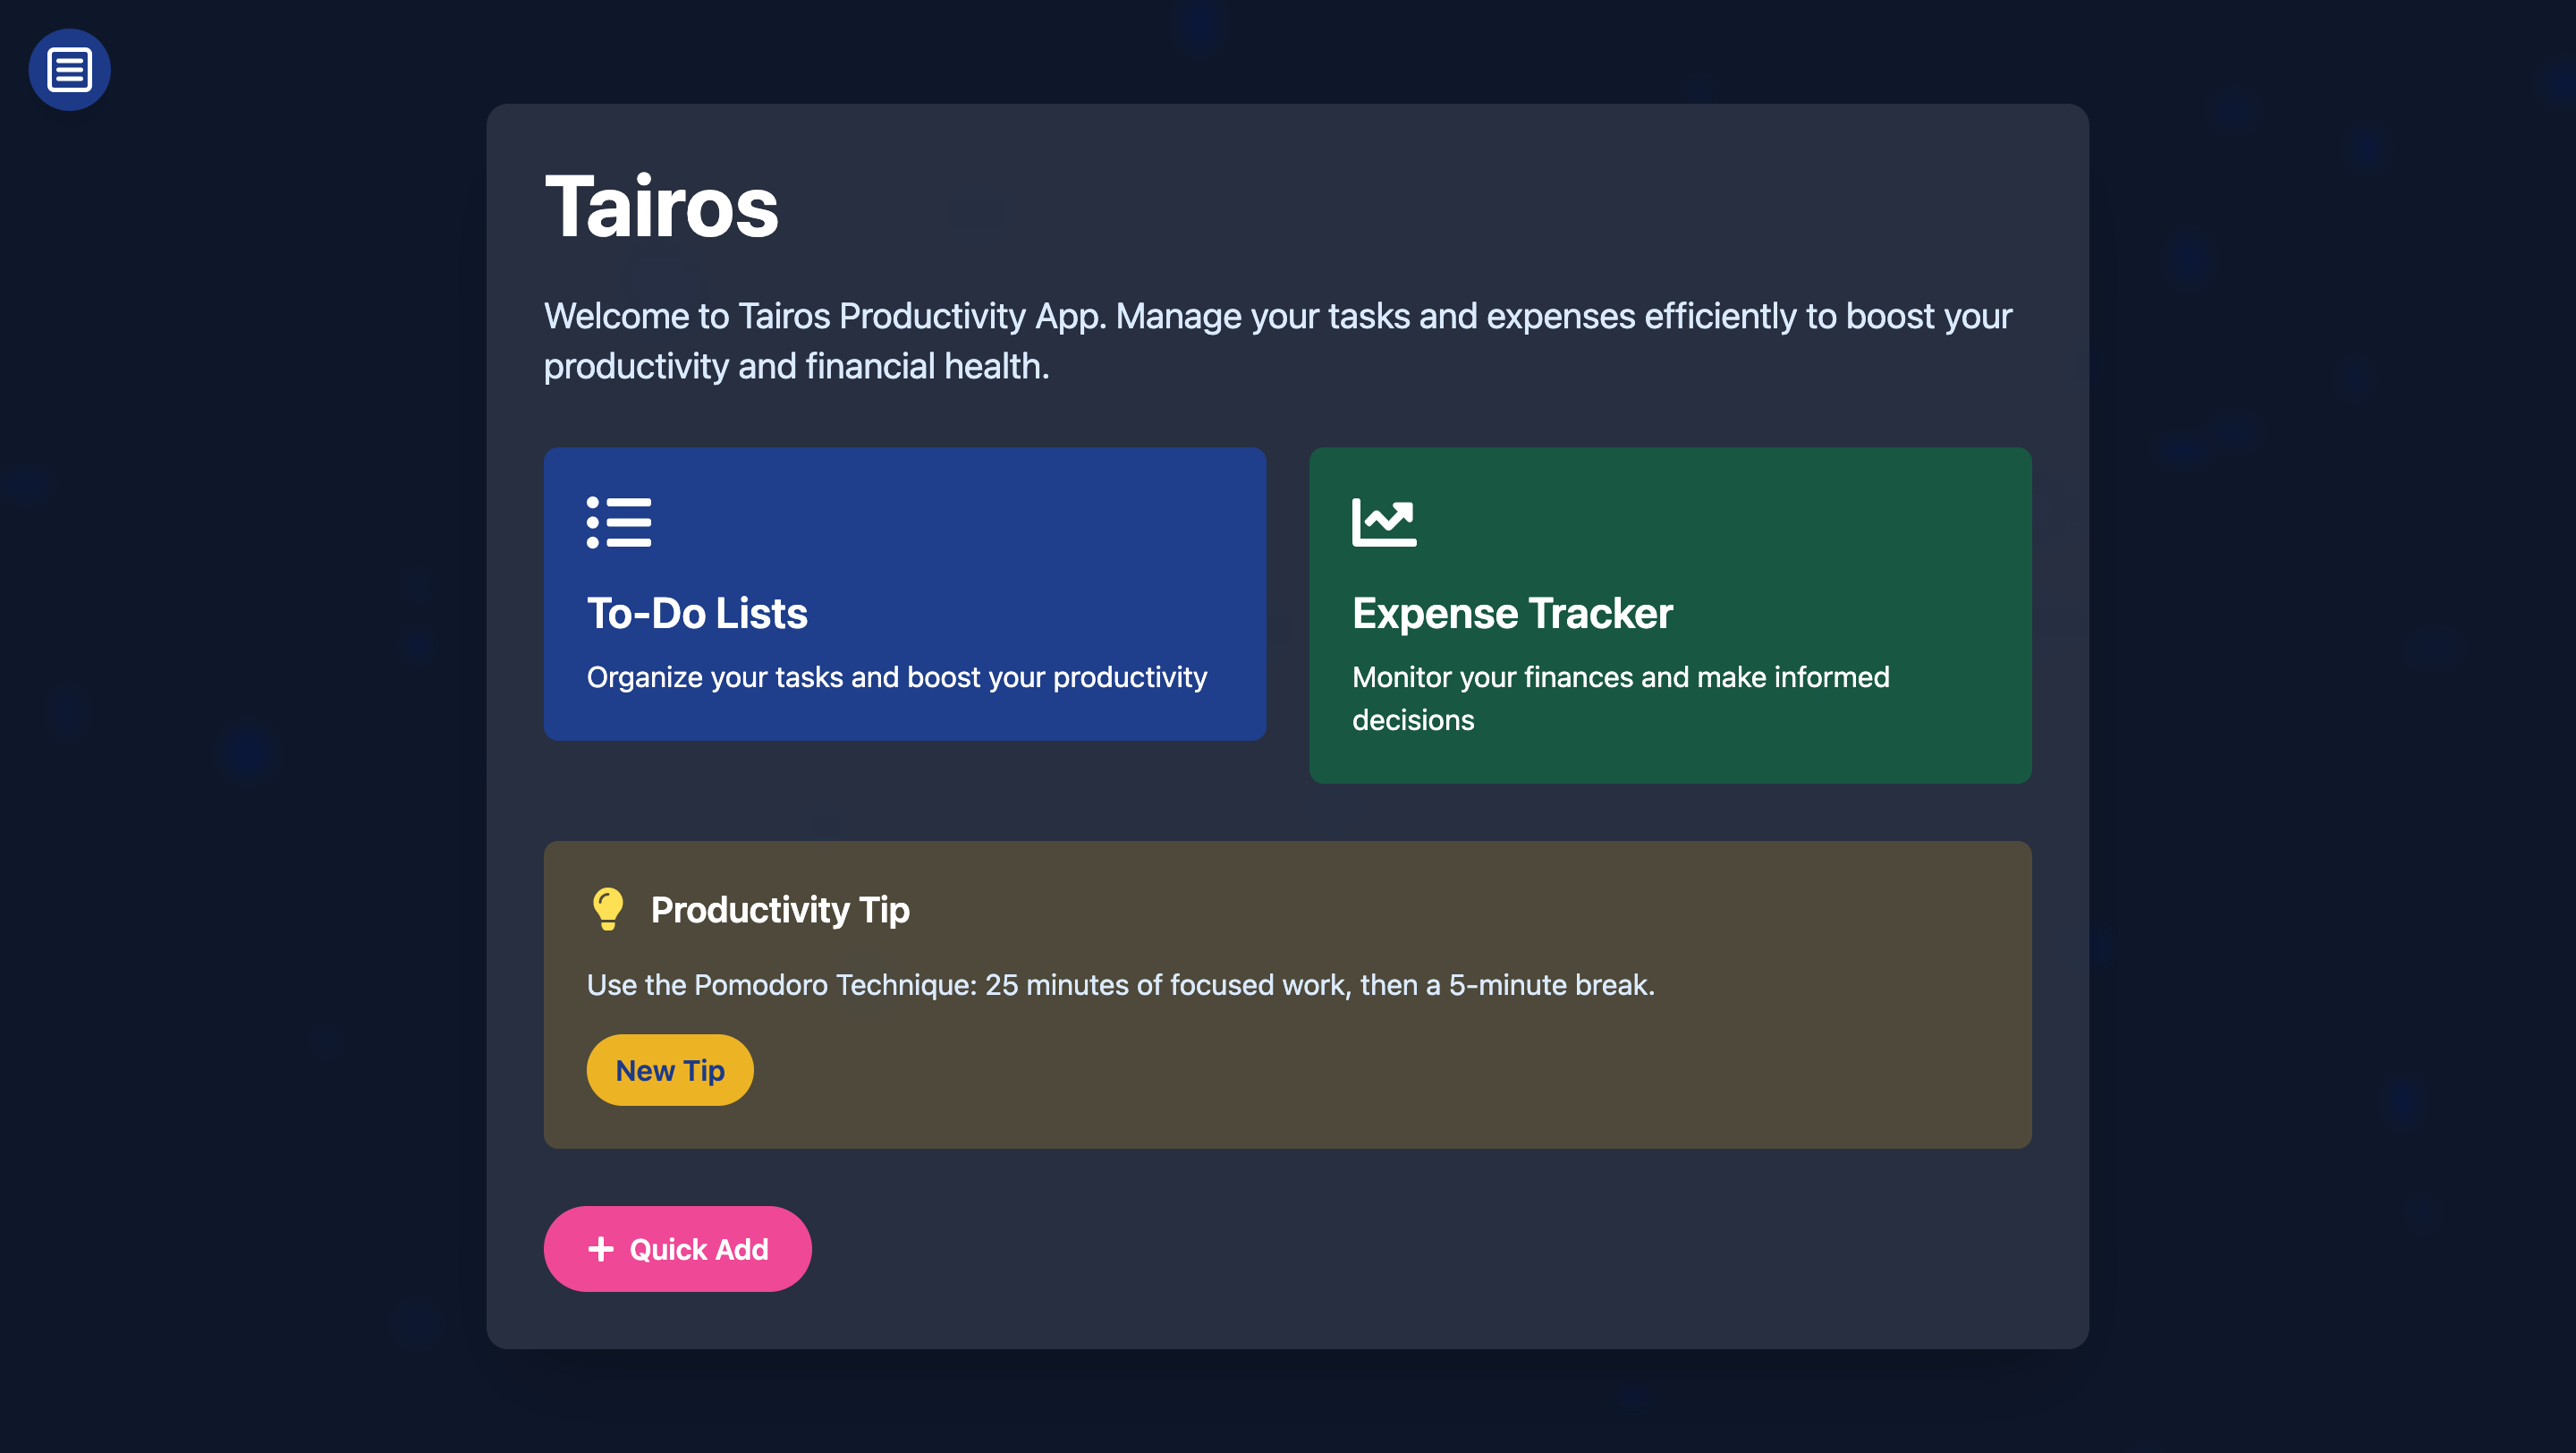 Tairos
Welcome to Tairos Productivity App. Manage your tasks and expenses efficiently to boost your
productivity and financial health.
To-Do Lists
Organize your tasks and boost your productivity
Expense Tracker
Monitor your finances and make informed
decisions
Productivity Tip
Use the Pomodoro Technique: 25 minutes of focused work, then a 5-minute break.
New Tip
Quick Add